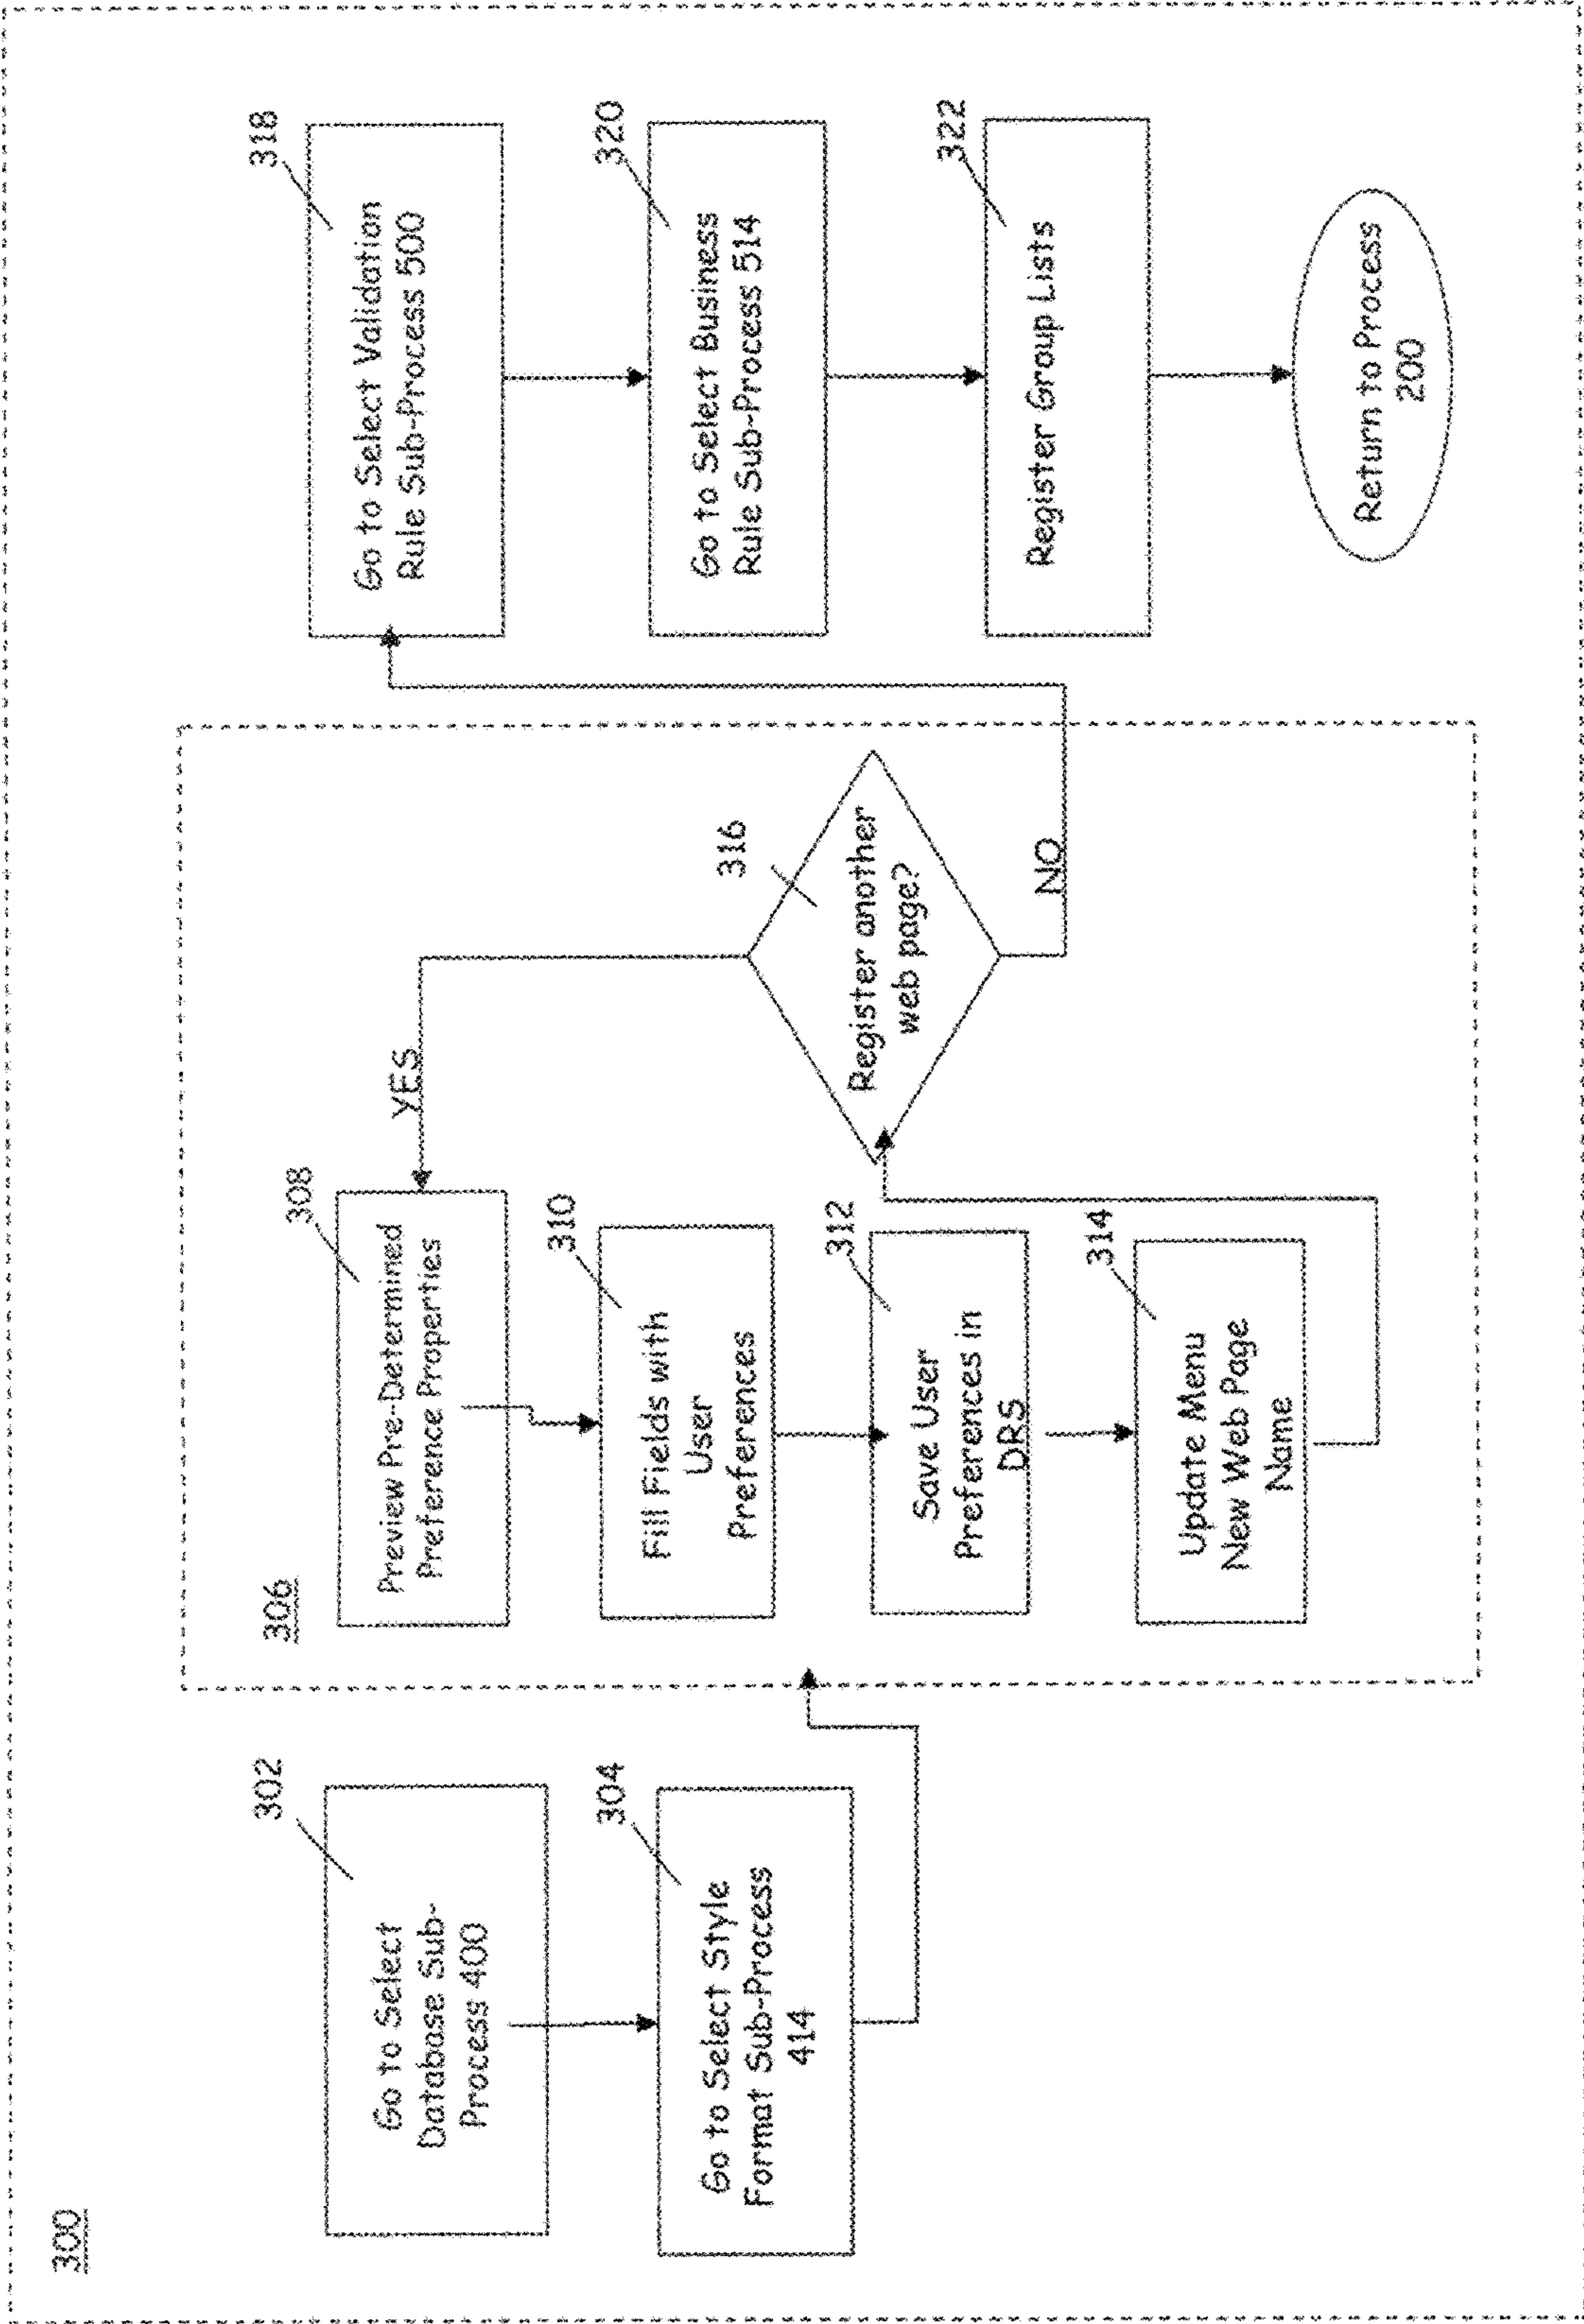 300
302
Go to Select
Database Sub-
Process 400
304
Go to Select Style
Format Sub-Process
414
306
308
Preview Pre-Determined
Preference Properties
310
Fill Fields with
User
Preferences
312
Save User
Preferences in
DRS
314
Update Menu
New Web Page
Name
YES
316
Register another
web page?
NO
318
Go to Select Validation
Rule Sub-Process 500
320
Go to Select Business
Rule Sub-Process 514
322
Register Group Lists
Return to Process
200